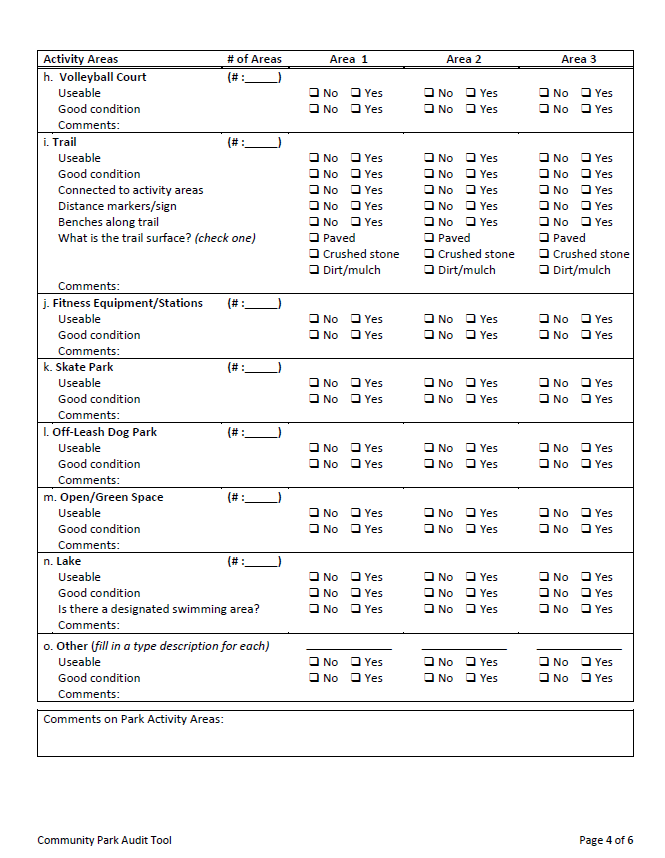 Activity Areas # of Areas Area 1 Area 2 Area 3
h. Volleyball Court (# :_____)
Useable ❑ No ❑ Yes ❑ No ❑ Yes ❑ No ❑ Yes
Good condition ❑ No ❑ Yes ❑ No ❑ Yes ❑ No ❑ Yes
Comments:
i. Trail (# :_____)
Useable ❑ No ❑ Yes ❑ No ❑ Yes ❑ No ❑ Yes
Good condition ❑ No ❑ Yes ❑ No ❑ Yes ❑ No ❑ Yes
Connected to activity areas ❑ No ❑ Yes ❑ No ❑ Yes ❑ No ❑ Yes
Distance markers/sign ❑ No ❑ Yes ❑ No ❑ Yes ❑ No ❑ Yes
Benches along trail ❑ No ❑ Yes ❑ No ❑ Yes ❑ No ❑ Yes
What is the trail surface? (check one) ❑ Paved ❑ Paved ❑ Paved
❑ Crushed stone ❑ Crushed stone ❑ Crushed stone
❑ Dirt/mulch ❑ Dirt/mulch ❑ Dirt/mulch
Comments:
j. Fitness Equipment/Stations (# :_____)
Useable ❑ No ❑ Yes ❑ No ❑ Yes ❑ No ❑ Yes
Good condition ❑ No ❑ Yes ❑ No ❑ Yes ❑ No ❑ Yes
Comments:
k. Skate Park (# :_____)
Useable ❑ No ❑ Yes ❑ No ❑ Yes ❑ No ❑ Yes
Good condition ❑ No ❑ Yes ❑ No ❑ Yes ❑ No ❑ Yes
Comments:
l. Off-Leash Dog Park (# :_____)
Useable ❑ No ❑ Yes ❑ No ❑ Yes ❑ No ❑ Yes
Good condition ❑ No ❑ Yes ❑ No ❑ Yes ❑ No ❑ Yes
Comments:
m. Open/Green Space (# :_____)
Useable ❑ No ❑ Yes ❑ No ❑ Yes ❑ No ❑ Yes
Good condition ❑ No ❑ Yes ❑ No ❑ Yes ❑ No ❑ Yes
Comments:
n. Lake (# :_____)
Useable ❑ No ❑ Yes ❑ No ❑ Yes ❑ No ❑ Yes
Good condition ❑ No ❑ Yes ❑ No ❑ Yes ❑ No ❑ Yes
Is there a designated swimming area? ❑ No ❑ Yes ❑ No ❑ Yes ❑ No ❑ Yes
Comments:
o. Other (fill in a type description for each) _____________ _____________ _____________
Useable ❑ No ❑ Yes ❑ No ❑ Yes ❑ No ❑ Yes
Good condition ❑ No ❑ Yes ❑ No ❑ Yes ❑ No ❑ Yes
Comments:
Comments on Park Activity Areas:
Community Park Audit Tool Page 4 of 6